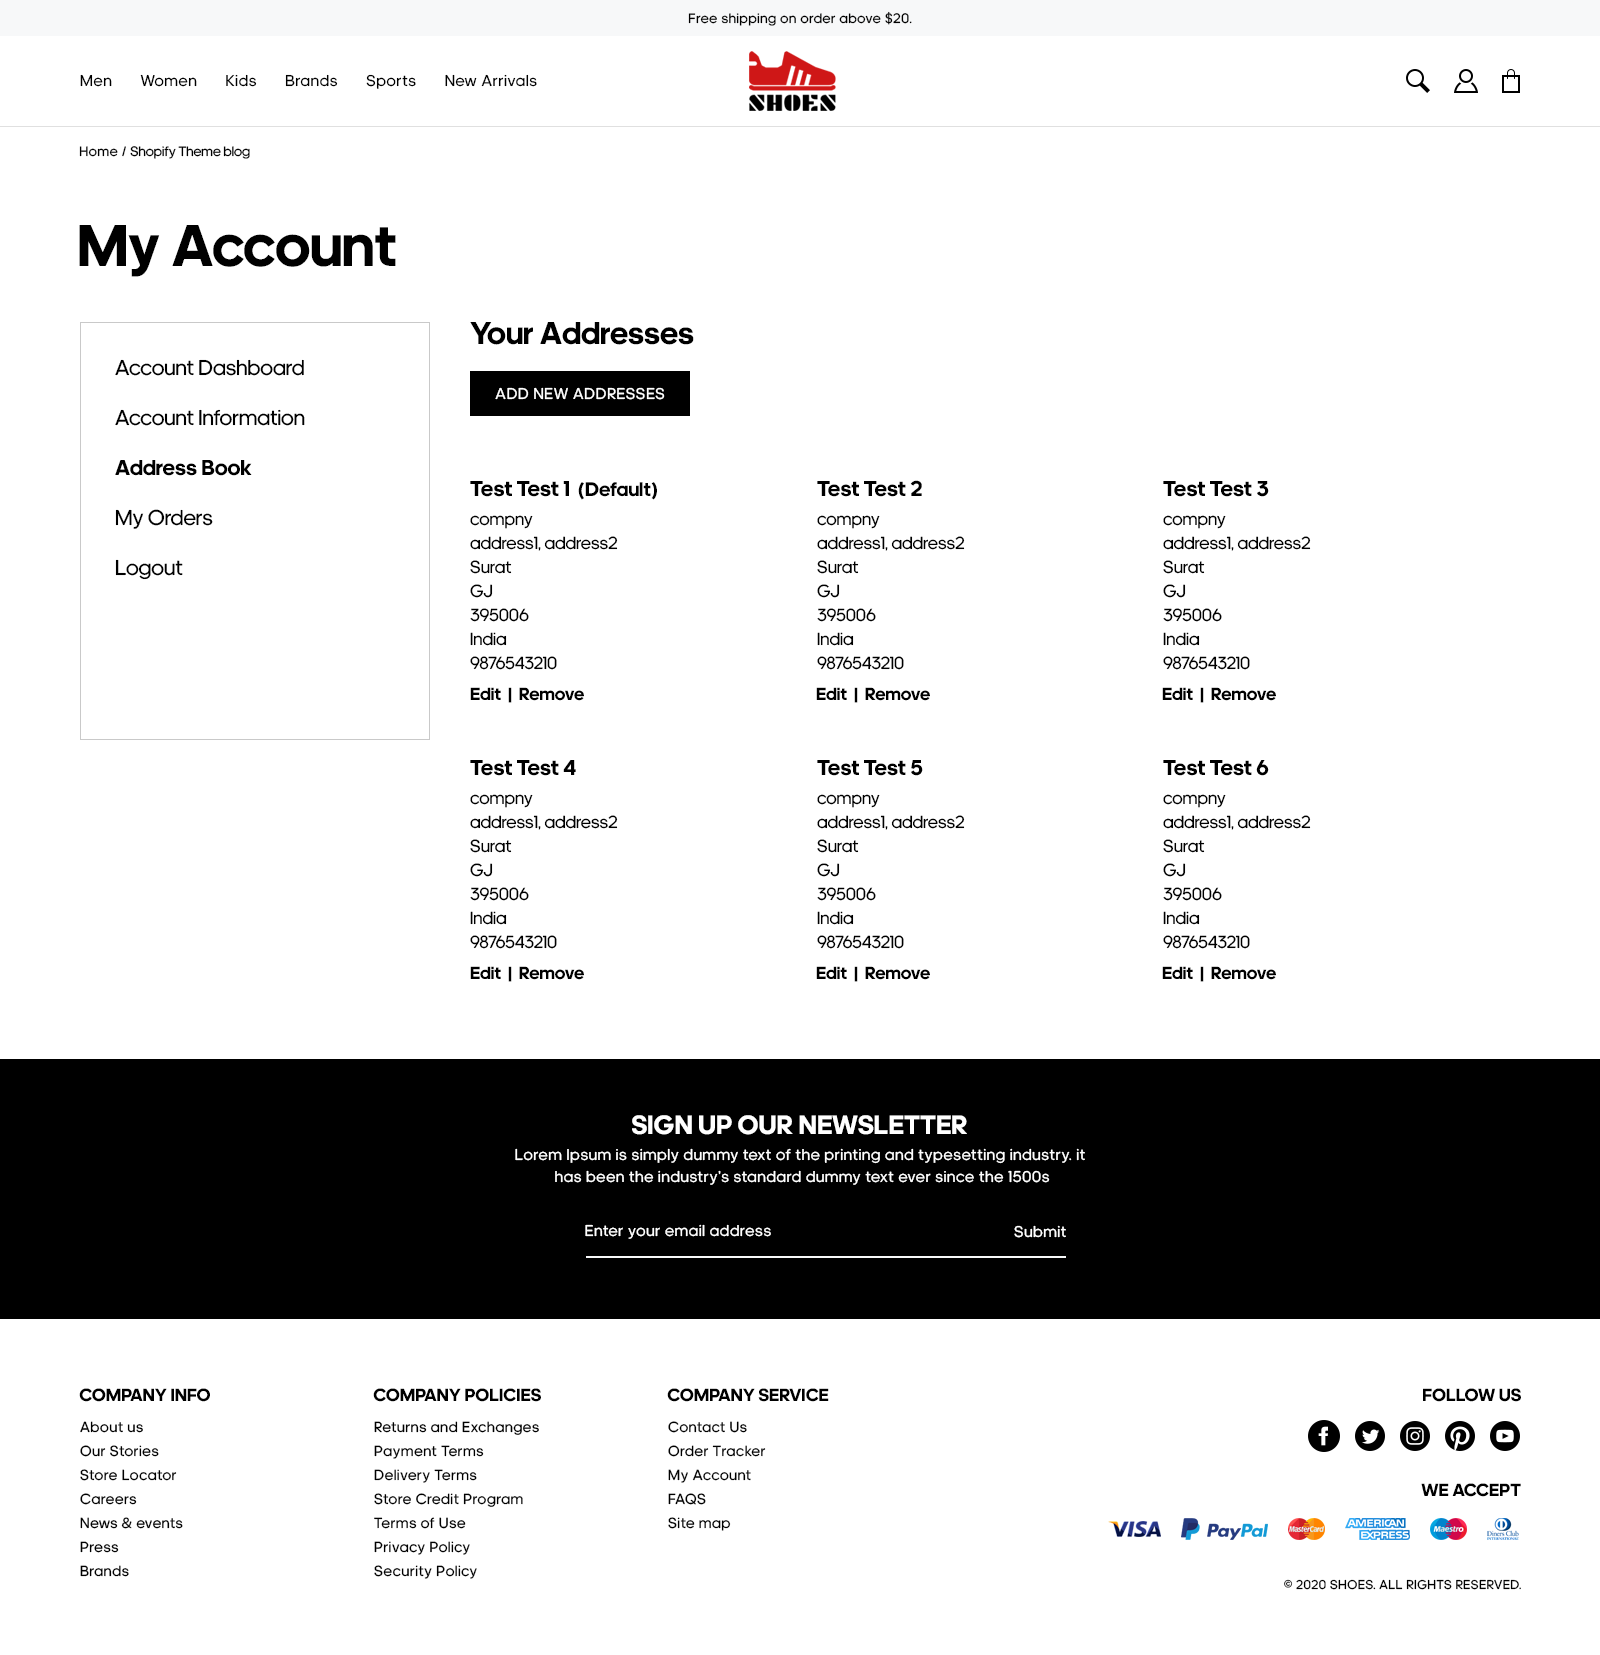 Free shipping on order above $20.
Men Women Kids Brands Sports New Arrivals
SHOES
Home / Shopify Theme blog
My Account
Account Dashboard
Account Information
Address Book
My Orders
Logout
Your Addresses
ADD NEW ADDRESSES
Test Test 1 (Default)
compny
address1, address2
Surat
GJ
395006
India
9876543210
Edit | Remove
Test Test 2
compny
address1, address2
Surat
GJ
395006
India
9876543210
Edit | Remove
Test Test 3
compny
address1, address2
Surat
GJ
395006
India
9876543210
Edit | Remove
Test Test 4
compny
address1, address2
Surat
GJ
395006
India
9876543210
Edit | Remove
Test Test 5
compny
address1, address2
Surat
GJ
395006
India
9876543210
Edit | Remove
Test Test 6
compny
address1, address2
Surat
GJ
395006
India
9876543210
Edit | Remove
SIGN UP OUR NEWSLETTER
Lorem Ipsum is simply dummy text of the printing and typesetting industry. it
has been the industry's standard dummy text ever since the 1500s
Enter your email address Submit
COMPANY INFO
About us
Our Stories
Store Locator
Careers
News & events
Press
Brands
COMPANY POLICIES
Returns and Exchanges
Payment Terms
Delivery Terms
Store Credit Program
Terms of Use
Privacy Policy
Security Policy
COMPANY SERVICE
Contact Us
Order Tracker
My Account
FAQS
Site map
FOLLOW US
WE ACCEPT
VISA PayPal MasterCard AMERICAN EXPRESS Maestro Diners Club INTERNATIONAL
© 2020 SHOES. ALL RIGHTS RESERVED.